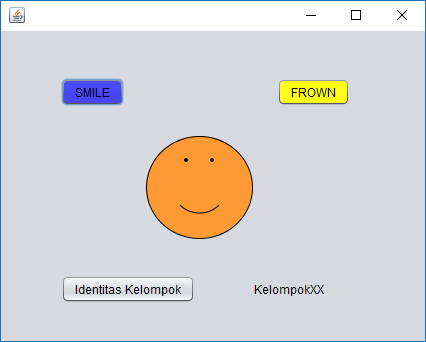 SMILE
FROWN
Identitas Kelompok
KelompokXX